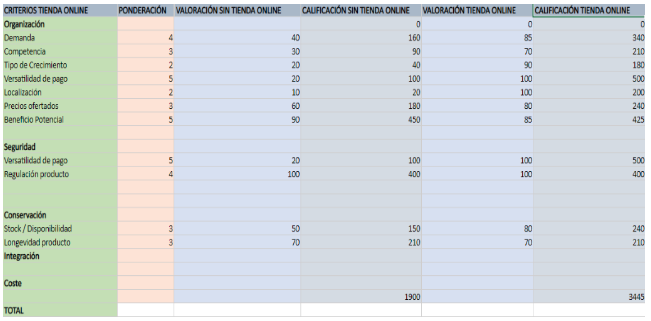 CRITERIOS TIENDA ONLINE PONDERACIÓN VALORACIÓN SIN TIENDA ONLINE CALIFICACIÓN SIN TIENDA ONLINE VALORACIÓN TIENDA ONLINE CALIFICACIÓN TIENDA ONLINE
Organización 0 0 0
Demanda 4 40 160 85 340
Competencia 3 30 90 70 210
Tipo de Crecimiento 2 20 40 90 180
Versatilidad de pago 5 20 100 100 500
Localización 2 10 20 100 200
Precios ofertados 3 60 180 80 240
Beneficio Potencial 5 90 450 85 425
Seguridad
Versatilidad de pago 5 20 100 100 500
Regulación producto 4 100 400 100 400
Conservación
Stock / Disponibilidad 3 50 150 80 240
Longevidad producto 3 70 210 70 210
Integración
Coste
1900 3445
TOTAL